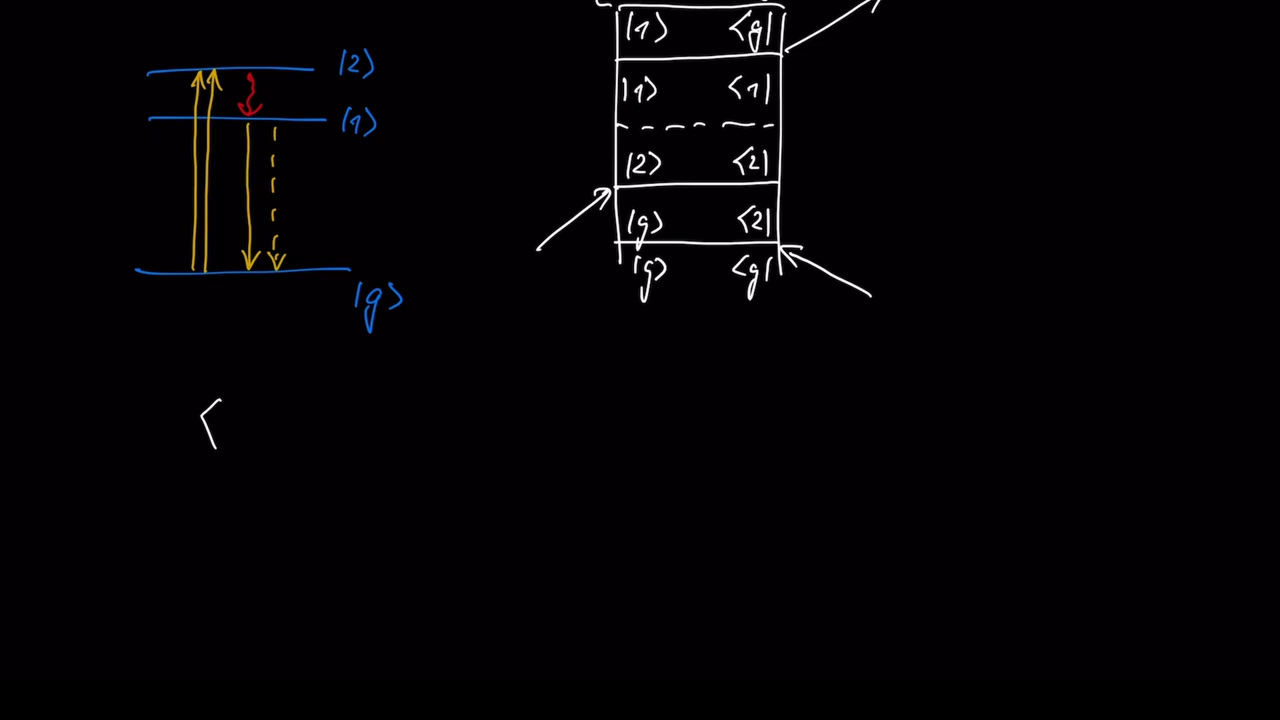 |2⟩
|1⟩
|g⟩
|1⟩ ⟨g|
|1⟩ ⟨1|
|2⟩ ⟨2|
|g⟩ ⟨2|
|g⟩ ⟨g|
⟨